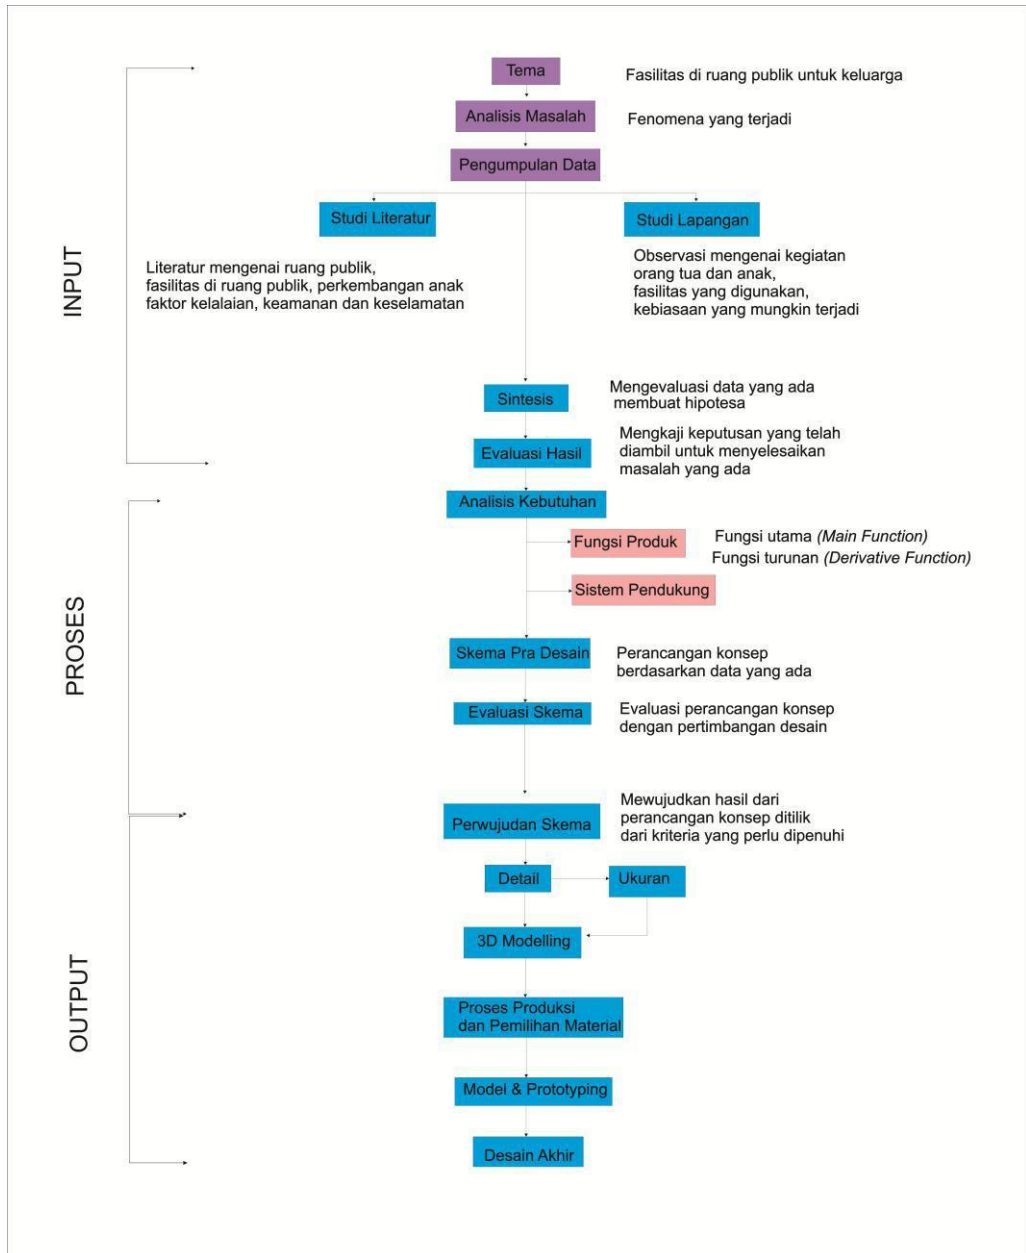 Tema
Fasilitas di ruang publik untuk keluarga
Analisis Masalah
Fenomena yang terjadi
Pengumpulan Data
Studi Literatur
Studi Lapangan
Literatur mengenai ruang publik,
fasilitas di ruang publik, perkembangan anak
faktor kelalaian, keamanan dan keselamatan
Observasi mengenai kegiatan
orang tua dan anak,
fasilitas yang digunakan,
kebiasaan yang mungkin terjadi
INPUT
Sintesis
Mengevaluasi data yang ada
membuat hipotesa
Evaluasi Hasil
Mengkaji keputusan yang telah
diambil untuk menyelesaikan
masalah yang ada
Analisis Kebutuhan
Fungsi Produk
Fungsi utama (Main Function)
Fungsi turunan (Derivative Function)
Sistem Pendukung
PROSES
Skema Pra Desain
Perancangan konsep
berdasarkan data yang ada
Evaluasi Skema
Evaluasi perancangan konsep
dengan pertimbangan desain
Perwujudan Skema
Mewujudkan hasil dari
perancangan konsep ditilik
dari kriteria yang perlu dipenuhi
Detail
Ukuran
3D Modelling
OUTPUT
Proses Produksi
dan Pemilihan Material
Model & Prototyping
Desain Akhir